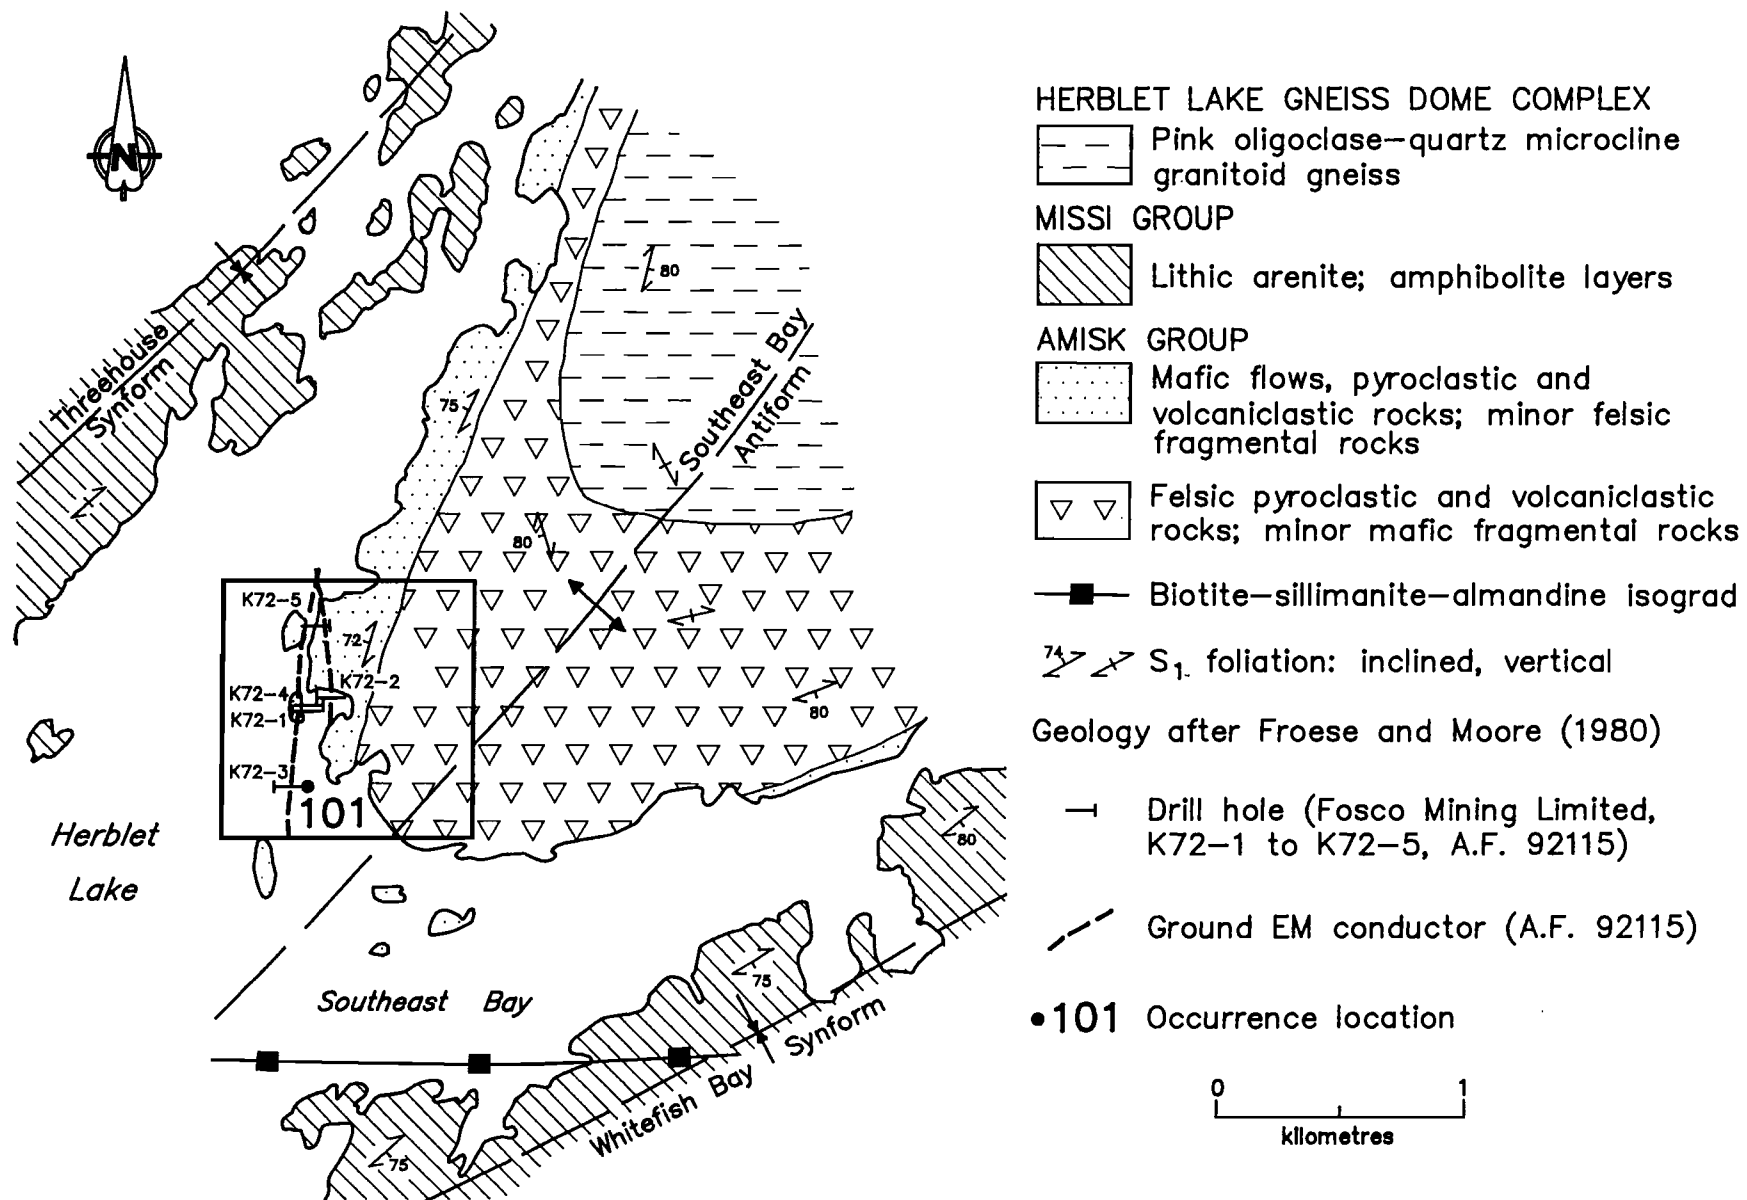 N
Threehouse
Synform
75
80
Southeast Bay
Antiform
80
K72-5
72
K72-2
K72-4
K72-1
K72-3
101
80
Herblet
Lake
80
75
Southeast Bay
Whitefish Bay Synform
75
HERBLET LAKE GNEISS DOME COMPLEX
Pink oligoclase-quartz microcline
granitoid gneiss
MISSI GROUP
Lithic arenite; amphibolite layers
AMISK GROUP
Mafic flows, pyroclastic and
volcaniclastic rocks; minor felsic
fragmental rocks
Felsic pyroclastic and volcaniclastic
rocks; minor mafic fragmental rocks
Biotite-sillimanite-almandine isograd
74 S1 foliation: inclined, vertical
Geology after Froese and Moore (1980)
Drill hole (Fosco Mining Limited,
K72-1 to K72-5, A.F. 92115)
Ground EM conductor (A.F. 92115)
•101 Occurrence location
0 1
kilometres